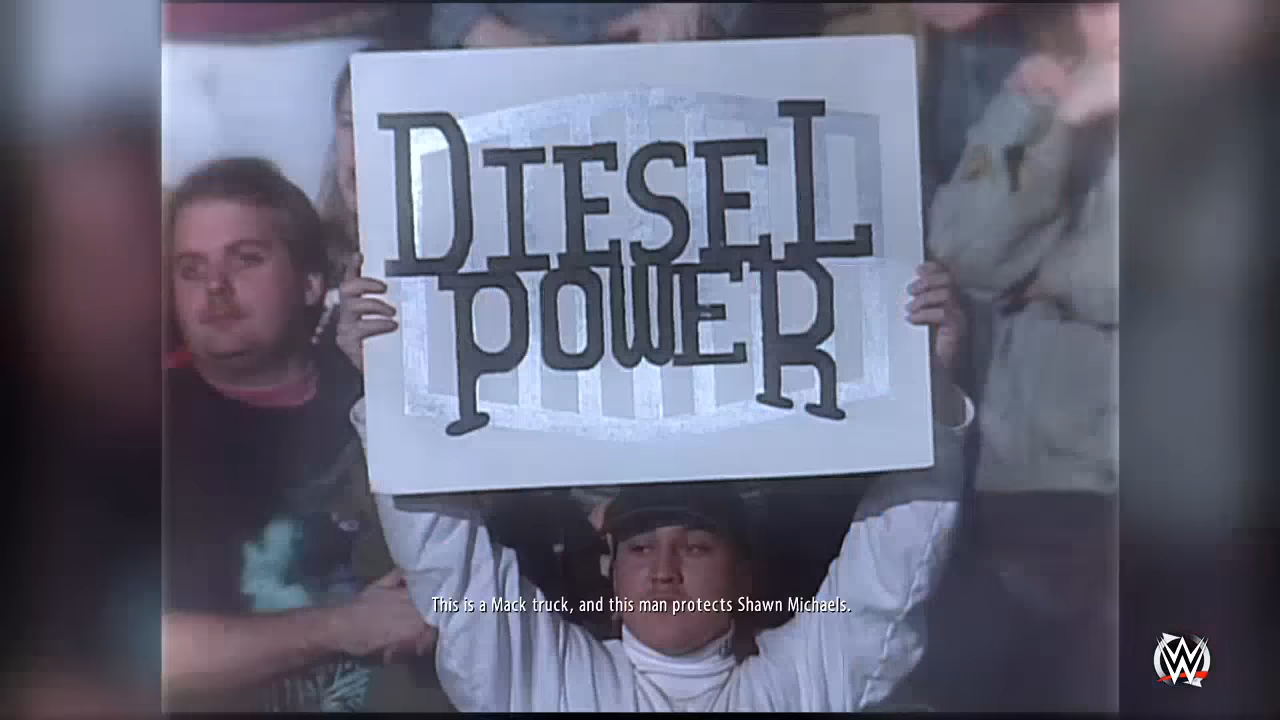 DIESEL
POWER
This is a Mack truck, and this man protects Shawn Michaels.
W